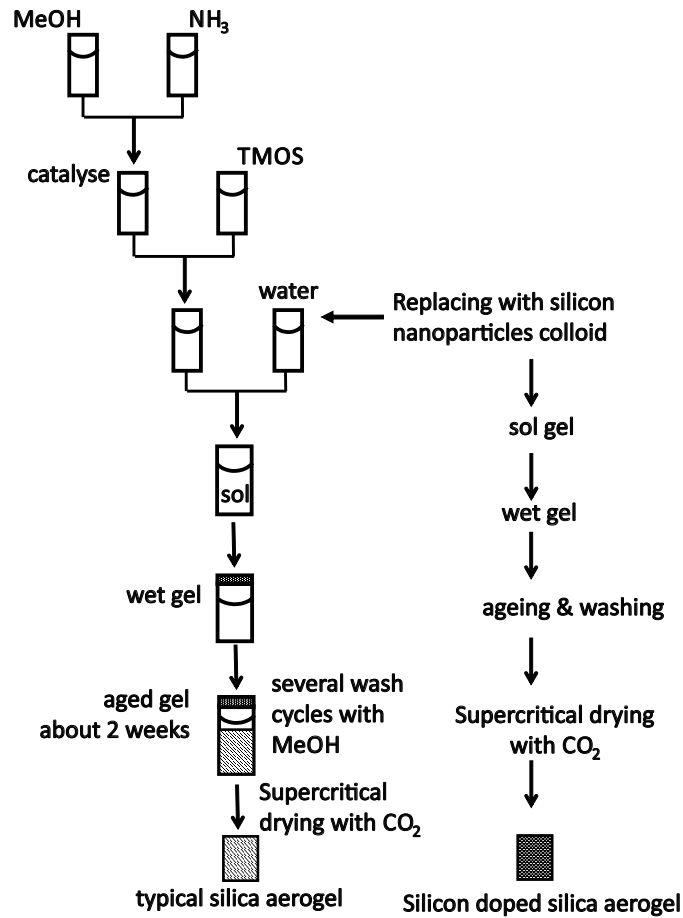 MeOH
NH3
catalyse
TMOS
water
Replacing with silicon
nanoparticles colloid
sol gel
sol
wet gel
wet gel
ageing & washing
aged gel
about 2 weeks
several wash
cycles with
MeOH
Supercritical drying
with CO2
Supercritical
drying with CO2
typical silica aerogel
Silicon doped silica aerogel